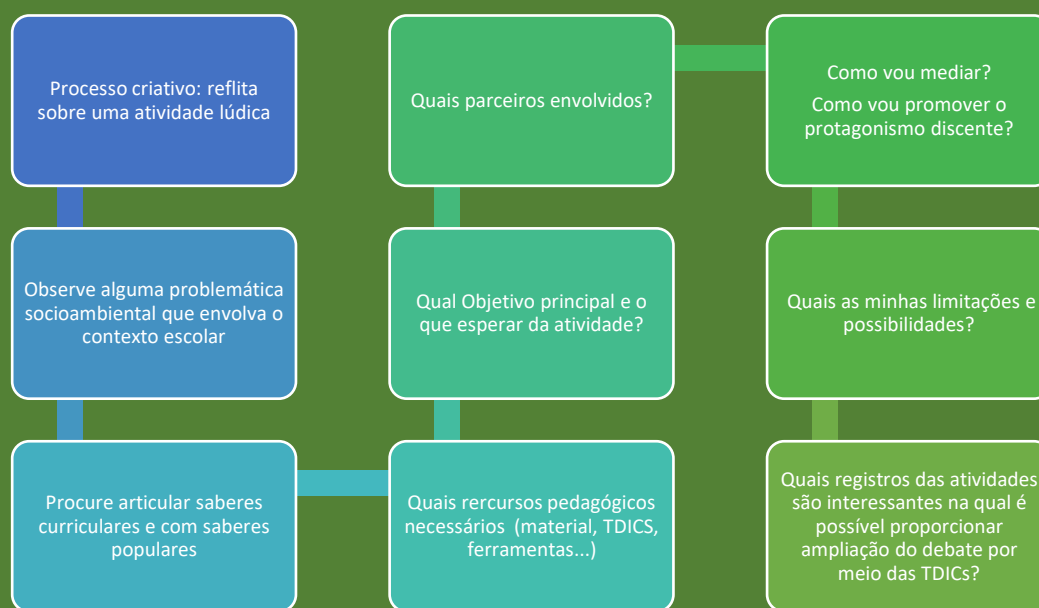 Processo criativo: reflita
sobre uma atividade lúdica
Observe alguma problemática
socioambiental que envolva o
contexto escolar
Procure articular saberes
curriculares e com saberes
populares
Quais rercursos pedagógicos
necessários (material, TDICS,
ferramentas...)
Qual Objetivo principal e o
que esperar da atividade?
Quais parceiros envolvidos?
Como vou mediar?
Como vou promover o
protagonismo discente?
Quais as minhas limitações e
possibilidades?
Quais registros das atividades
são interessantes na qual é
possível proporcionar
ampliação do debate por
meio das TDICs?